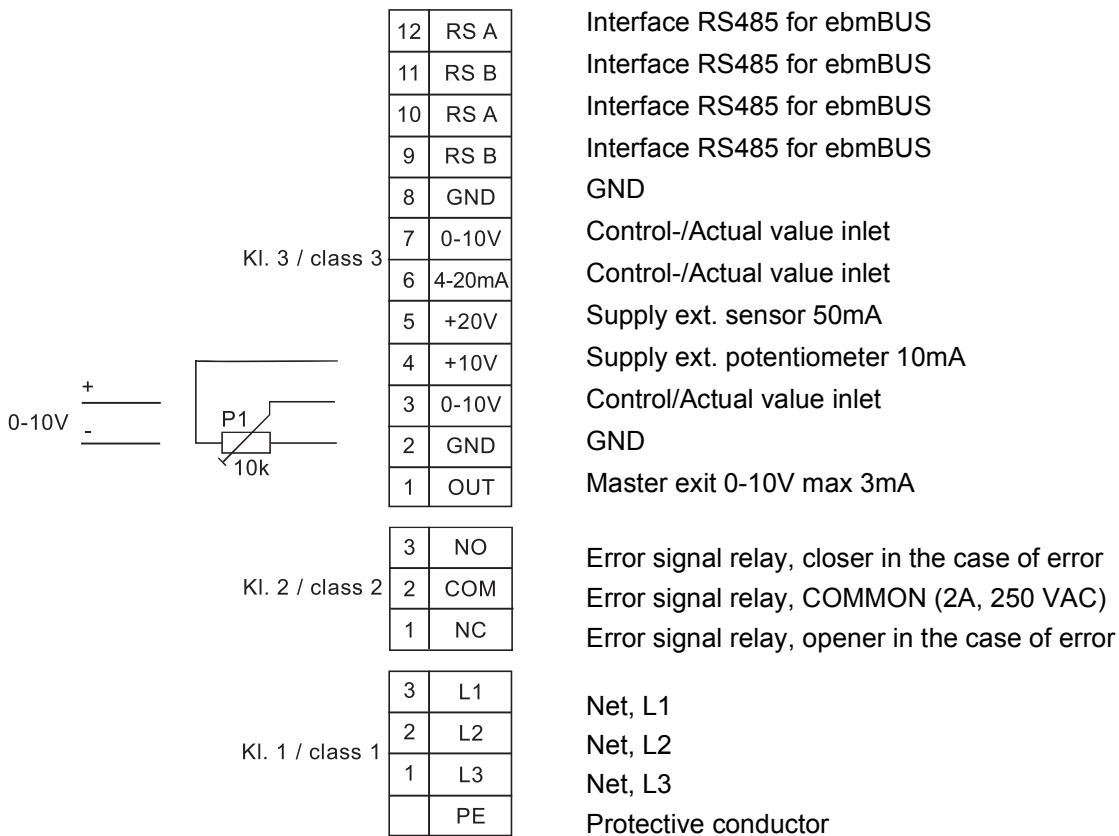 12 RS A Interface RS485 for ebmBUS
11 RS B Interface RS485 for ebmBUS
10 RS A Interface RS485 for ebmBUS
9 RS B Interface RS485 for ebmBUS
8 GND GND
7 0-10V Control-/Actual value inlet
Kl. 3 / class 3
6 4-20mA Control-/Actual value inlet
5 +20V Supply ext. sensor 50mA
4 +10V Supply ext. potentiometer 10mA
+
3 0-10V Control/Actual value inlet
0-10V P1
-
2 GND GND
10k
1 OUT Master exit 0-10V max 3mA
3 NO Error signal relay, closer in the case of error
Kl. 2 / class 2 2 COM Error signal relay, COMMON (2A, 250 VAC)
1 NC Error signal relay, opener in the case of error
3 L1 Net, L1
2 L2 Net, L2
Kl. 1 / class 1
1 L3 Net, L3
PE Protective conductor